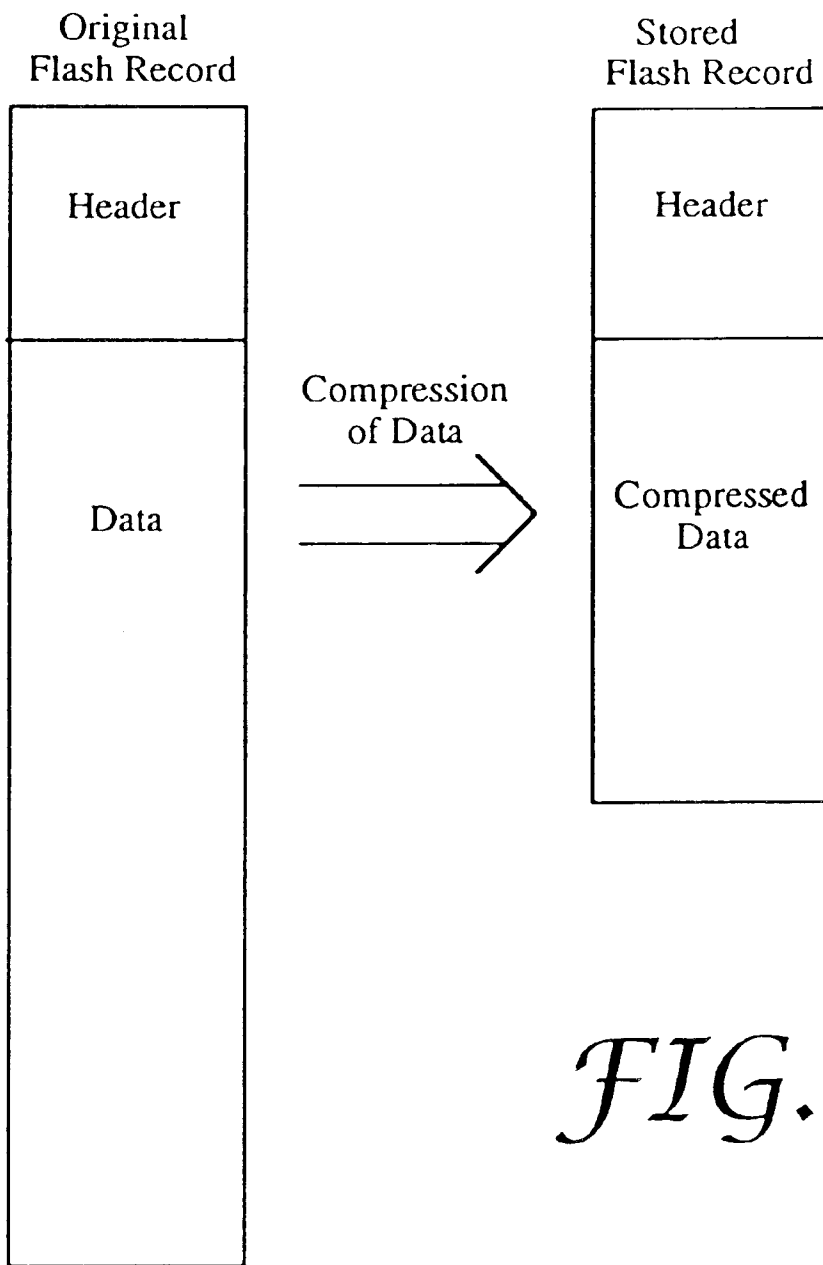 Original
Flash Record
Stored
Flash Record
Header
Header
Compression
of Data
Data
Compressed
Data
FIG.